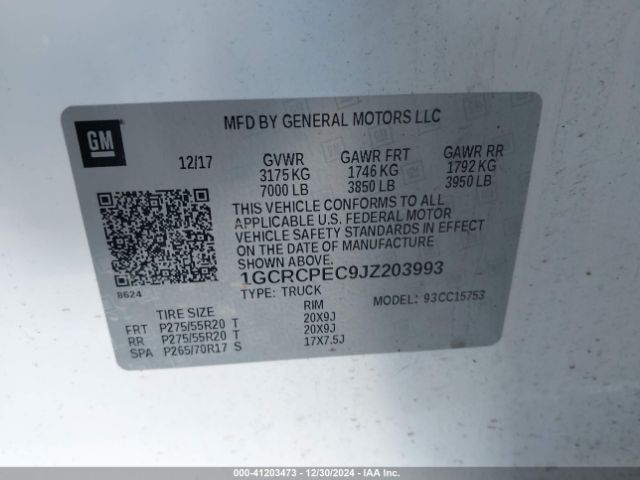 GM
MFD BY GENERAL MOTORS LLC
12/17 GVWR GAWR FRT GAWR RR
3175 KG 1746 KG 1792 KG
7000 LB 3850 LB 3950 LB
THIS VEHICLE CONFORMS TO ALL
APPLICABLE U.S. FEDERAL MOTOR
VEHICLE SAFETY STANDARDS IN EFFECT
ON THE DATE OF MANUFACTURE
SHOWN ABOVE.
1GCRCPEC9JZ203993
8624
TYPE: TRUCK MODEL: 93CC15753
TIRE SIZE RIM
FRT P275/55R20 T 20X9J
RR P275/55R20 T 20X9J
SPA P265/70R17 S 17X7.5J
000-41203473 - 12/30/2024 - IAAI.COM